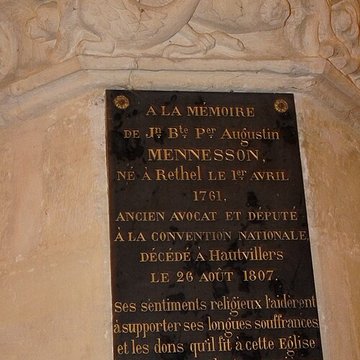 A LA MÉMOIRE
DE Jn Bte Per Augustin
MENNESSON,
NÉ À Rethel LE 1er AVRIL
1761,
ANCIEN AVOCAT ET DÉPUTÉ
À LA CONVENTION NATIONALE,
DÉCÉDÉ À Hautvillers
LE 26 AOÛT 1807.
Ses sentiments religieux l'aidèrent
à supporter ses longues souffrances
et les dons qu'il fit à cette Eglise